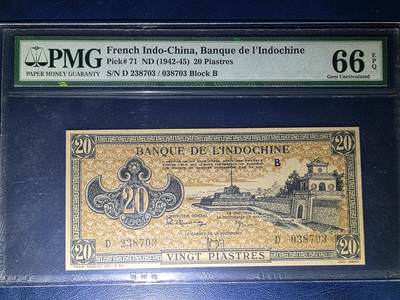 PMG
PAPER MONEY GUARANTY
French Indo-China, Banque de l'Indochine
Pick# 71 ND (1942-45) 20 Piastres
S/N D 238703 / 038703 Block B
66 EPQ
Gem Uncirculated
20 20
BANQUE DE L'INDOCHINE
B
20
D 238703 D 038703
20 VINGT PIASTRES 20